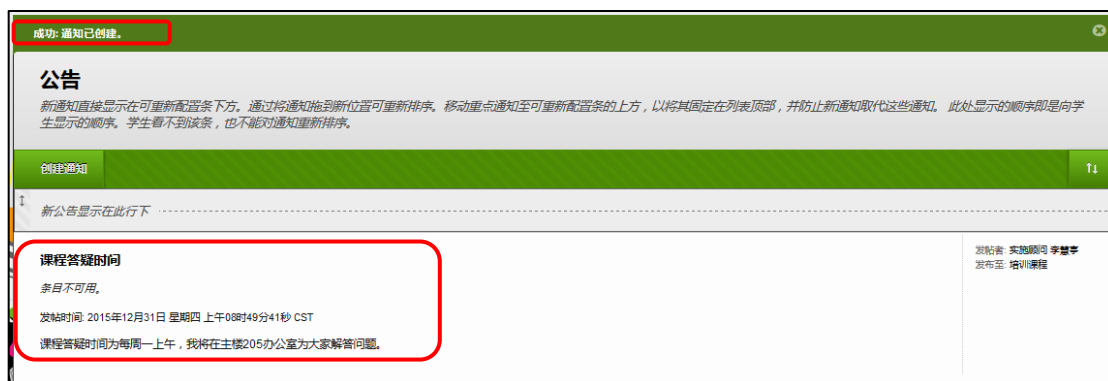 成功: 通知已创建。
公告
新通知直接显示在可重新配置条下方。通过将通知拖到新位置可重新排序。移动重点通知至可重新配置条的上方，以将其固定在列表顶部，并防止新通知取代这些通知。 此处显示的顺序即是向学
生显示的顺序。学生看不到该条，也不能对通知重新排序。
创建通知
新公告显示在此行下
课程答疑时间
发帖者: 实施顾问 李慧亭
发布至: 培训课程
条目不可用。
发帖时间: 2015年12月31日 星期四 上午08时49分41秒 CST
课程答疑时间为每周一上午，我将在主楼205办公室为大家解答问题。